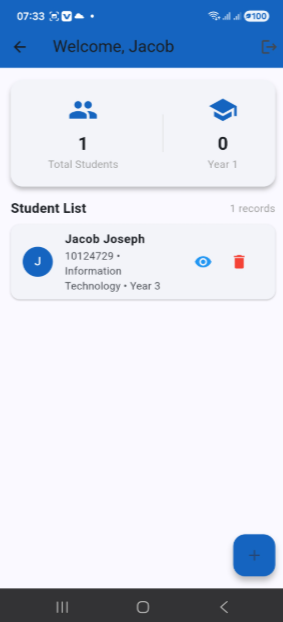 07:33
100
Welcome, Jacob
1
Total Students
0
Year 1
Student List
1 records
J
Jacob Joseph
10124729 •
Information
Technology • Year 3
+